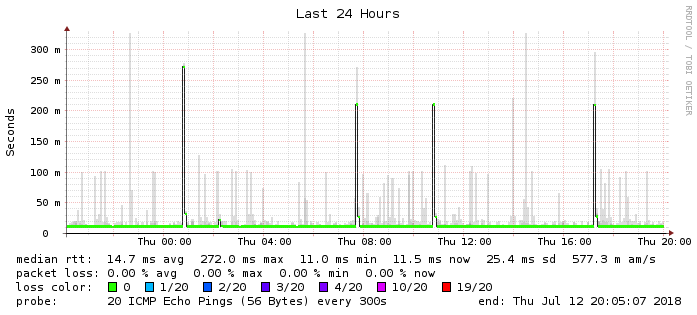 Last 24 Hours
RRDTOOL / TOBI OETIKER
Seconds
300 m
250 m
200 m
150 m
100 m
50 m
0
Thu 00:00 Thu 04:00 Thu 08:00 Thu 12:00 Thu 16:00 Thu 20:00
median rtt: 14.7 ms avg 272.0 ms max 11.0 ms min 11.5 ms now 25.4 ms sd 577.3 m am/s
packet loss: 0.00 % avg 0.00 % max 0.00 % min 0.00 % now
loss color: 0 1/20 2/20 3/20 4/20 10/20 19/20
probe: 20 ICMP Echo Pings (56 Bytes) every 300s end: Thu Jul 12 20:05:07 2018